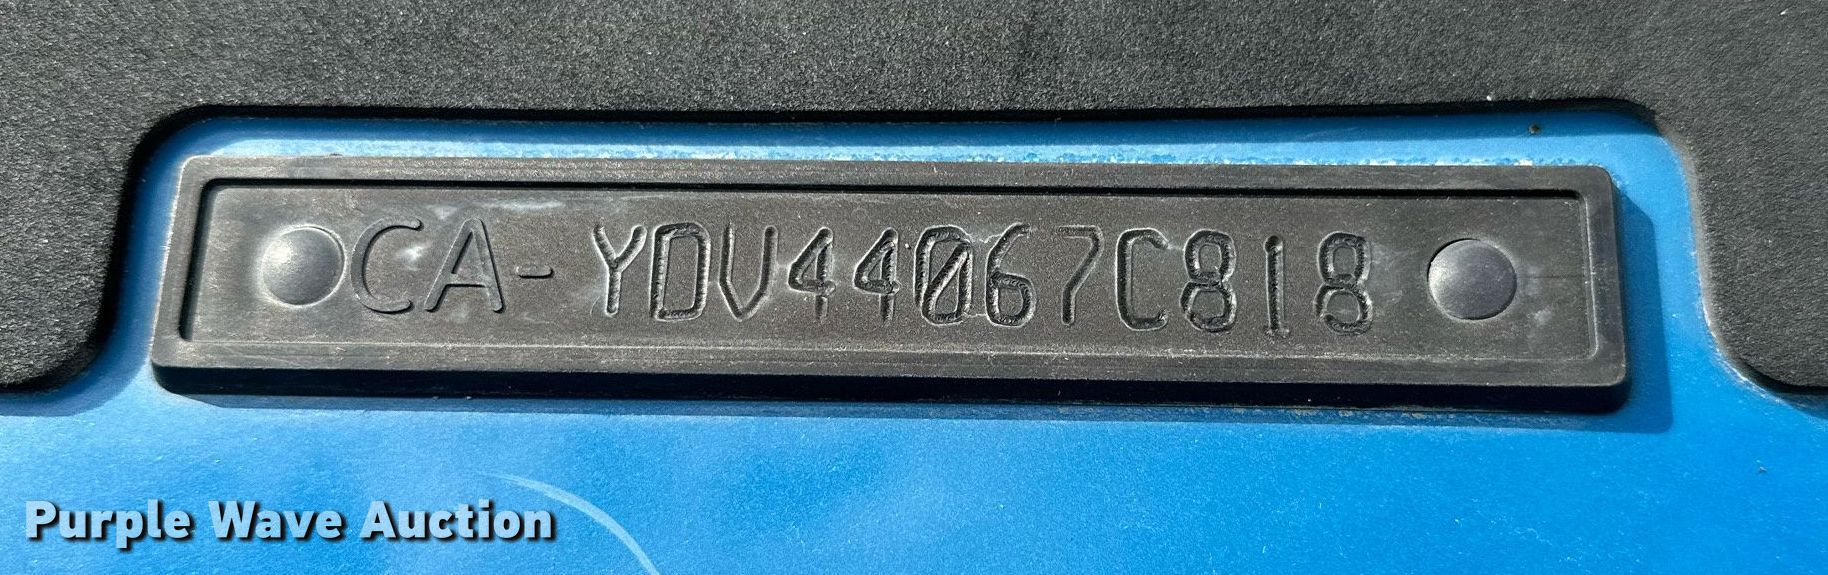 CA-YDV44067C818
Purple Wave Auction